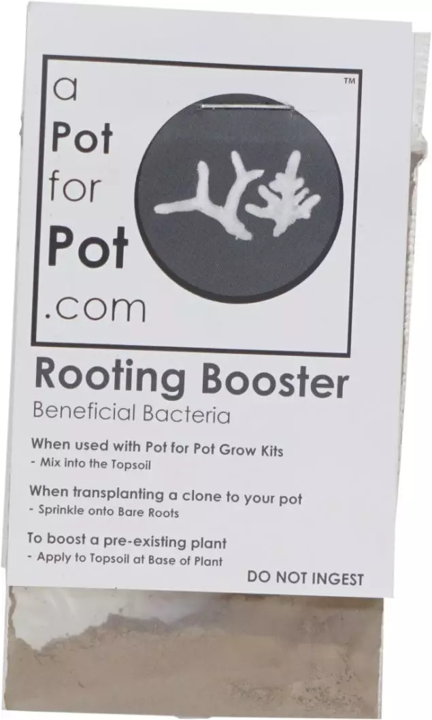 a
™
Pot
for
Pot
.com
Rooting Booster
Beneficial Bacteria
When used with Pot for Pot Grow Kits
- Mix into the Topsoil
When transplanting a clone to your pot
- Sprinkle onto Bare Roots
To boost a pre-existing plant
- Apply to Topsoil at Base of Plant
DO NOT INGEST